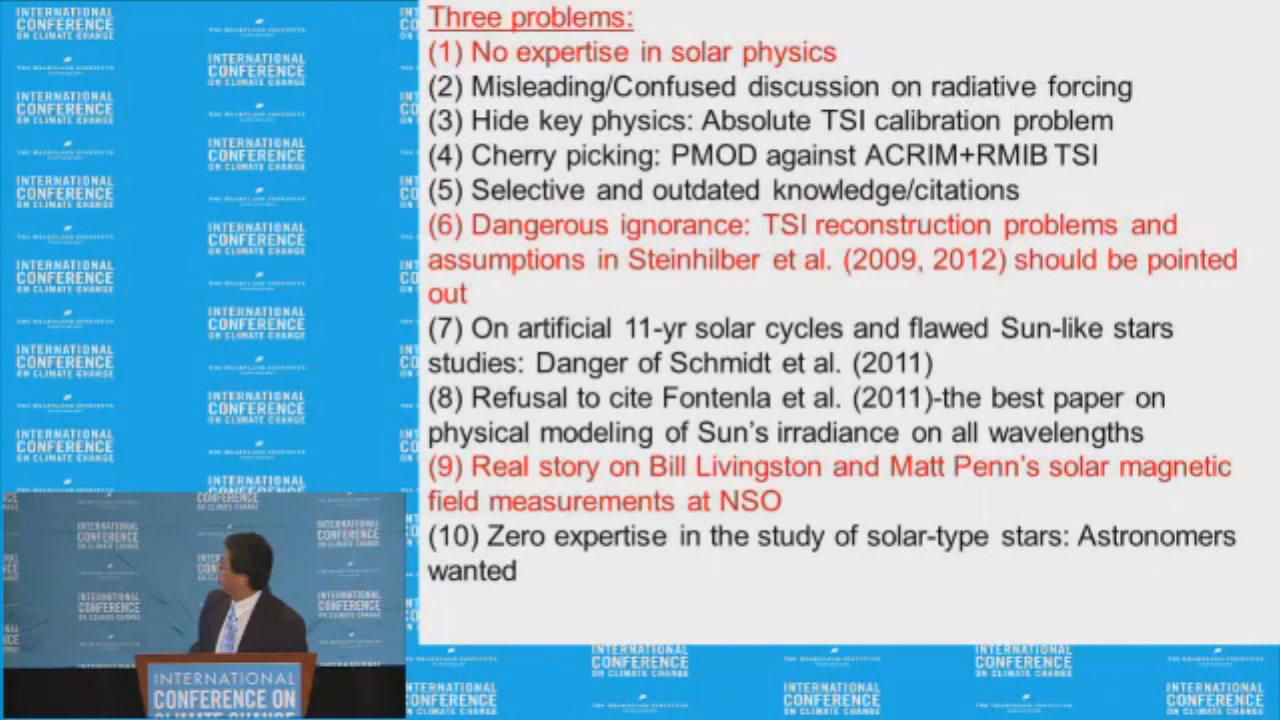 Three problems:
(1) No expertise in solar physics
(2) Misleading/Confused discussion on radiative forcing
(3) Hide key physics: Absolute TSI calibration problem
(4) Cherry picking: PMOD against ACRIM+RMIB TSI
(5) Selective and outdated knowledge/citations
(6) Dangerous ignorance: TSI reconstruction problems and
assumptions in Steinhilber et al. (2009, 2012) should be pointed
out
(7) On artificial 11-yr solar cycles and flawed Sun-like stars
studies: Danger of Schmidt et al. (2011)
(8) Refusal to cite Fontenla et al. (2011)-the best paper on
physical modeling of Sun's irradiance on all wavelengths
(9) Real story on Bill Livingston and Matt Penn's solar magnetic
field measurements at NSO
(10) Zero expertise in the study of solar-type stars: Astronomers
wanted
INTERNATIONAL
CONFERENCE
ON CLIMATE CHANGE
THE HEARTLAND INSTITUTE
INTERNATIONAL
CONFERENCE ON
CLIMATE CHANGE